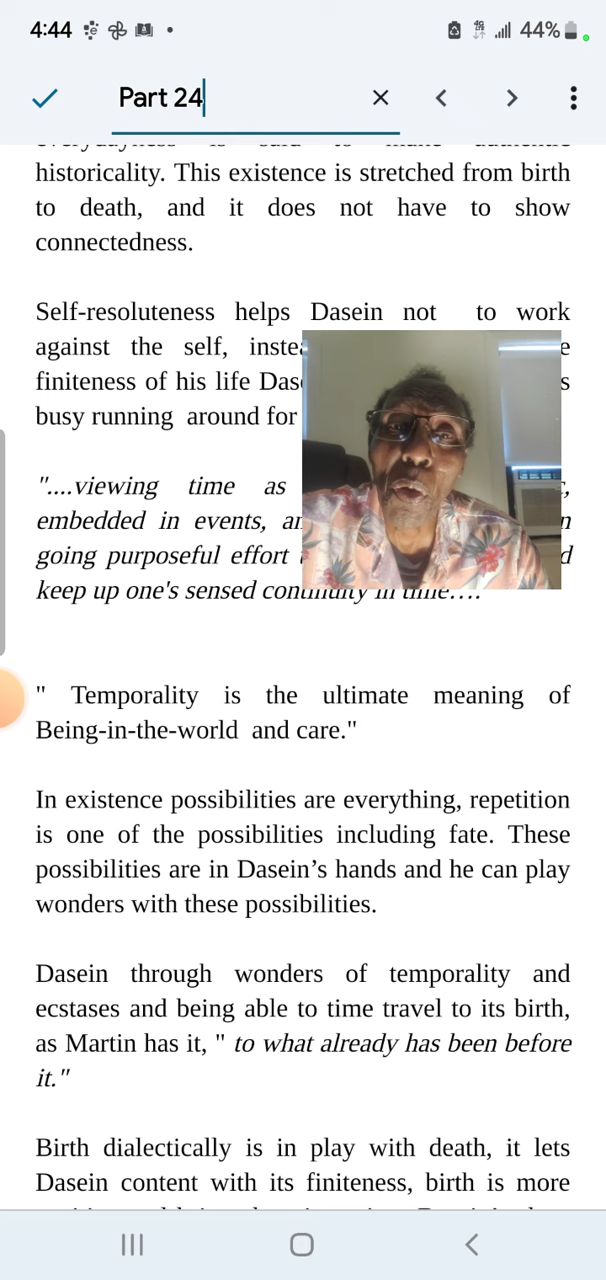 4:44
44%
Part 24
historicality. This existence is stretched from birth
to death, and it does not have to show
connectedness.
Self-resoluteness helps Dasein not to work
against the self,
finiteness of his life
busy running around for
"....viewing time as
embedded in events,
going purposeful effort
keep up one's sensed continuity in time....
" Temporality is the ultimate meaning of
Being-in-the-world and care."
In existence possibilities are everything, repetition
is one of the possibilities including fate. These
possibilities are in Dasein’s hands and he can play
wonders with these possibilities.
Dasein through wonders of temporality and
ecstases and being able to time travel to its birth,
as Martin has it, " to what already has been before
it."
Birth dialectically is in play with death, it lets
Dasein content with its finiteness, birth is more